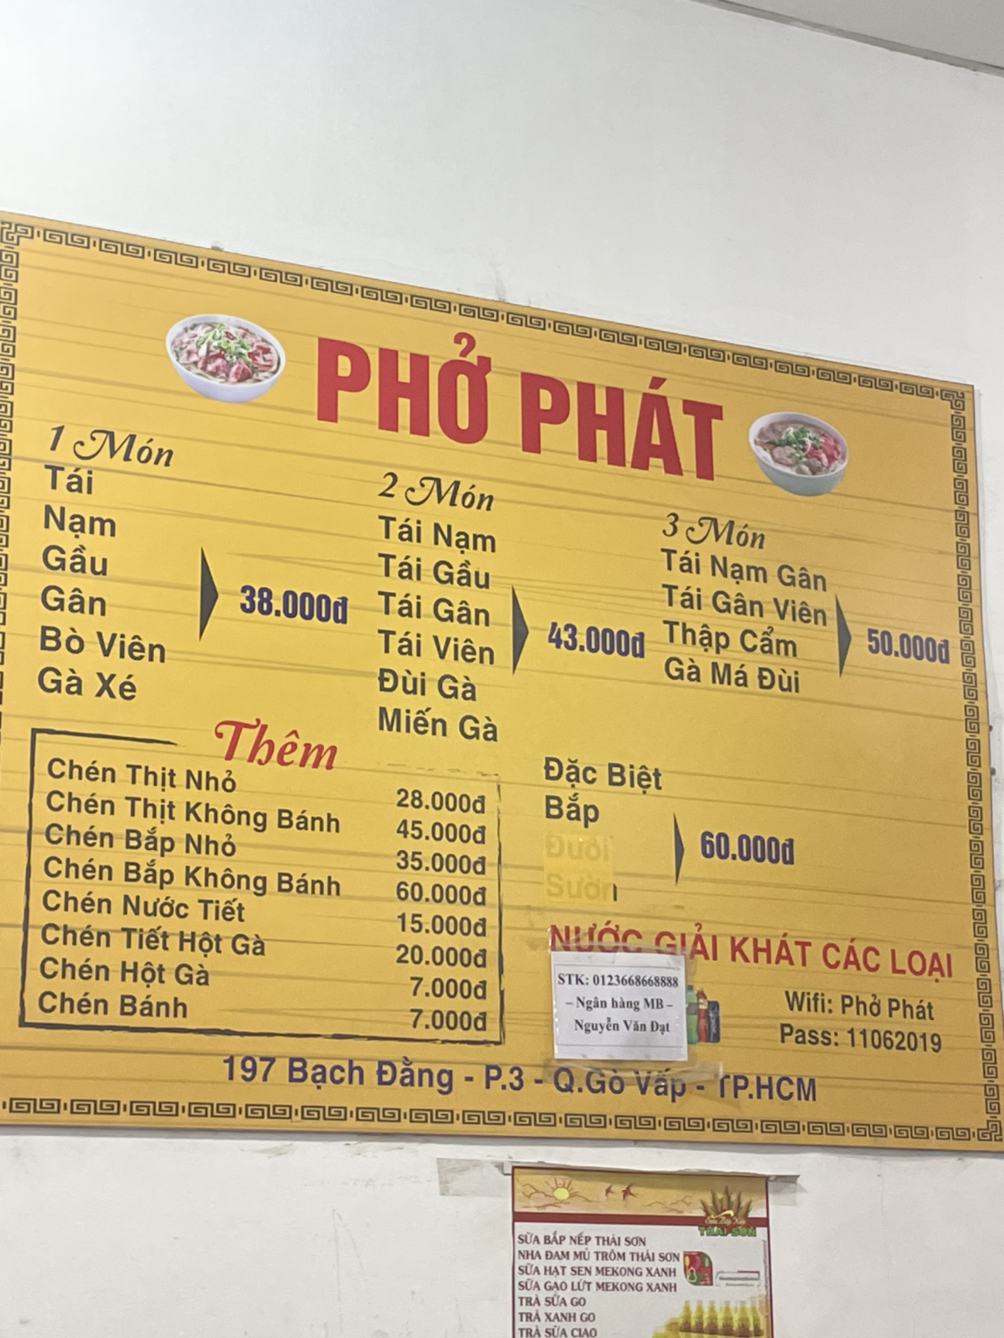 PHỞ PHÁT
1 Món
Tái
Nạm
Gầu
Gân
Bò Viên
Gà Xé
38.000đ
2 Món
Tái Nạm
Tái Gầu
Tái Gân
Tái Viên
Đùi Gà
Miến Gà
43.000đ
3 Món
Tái Nạm Gân
Tái Gân Viên
Thập Cẩm
Gà Má Đùi
50.000đ
Thêm
Chén Thịt Nhỏ 28.000đ
Chén Thịt Không Bánh 45.000đ
Chén Bắp Nhỏ 35.000đ
Chén Bắp Không Bánh 60.000đ
Chén Nước Tiết 15.000đ
Chén Tiết Hột Gà 20.000đ
Chén Hột Gà 7.000đ
Chén Bánh 7.000đ
Đặc Biệt
Bắp
Đuôi
Sườn
60.000đ
NƯỚC GIẢI KHÁT CÁC LOẠI
STK: 0123668668888
– Ngân hàng MB –
Nguyễn Văn Đạt
Wifi: Phở Phát
Pass: 11062019
197 Bạch Đằng - P.3 - Q.Gò Vấp - TP.HCM
THÁI SƠN
SỮA BẮP NẾP THÁI SƠN
NHA ĐAM MỦ TRÔM THÁI SƠN
SỮA HẠT SEN MEKONG XANH
SỮA GẠO LỨT MEKONG XANH
TRÀ SỮA GO
TRÀ XANH GO
TRÀ SỮA CIAO